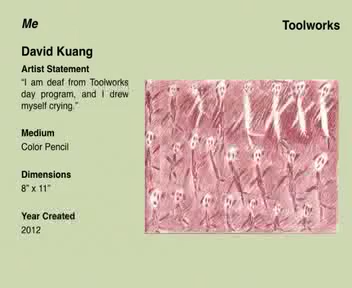 Me
Toolworks
David Kuang
Artist Statement
“I am deaf from Toolworks
day program, and I drew
myself crying.”
Medium
Color Pencil
Dimensions
8” x 11”
Year Created
2012